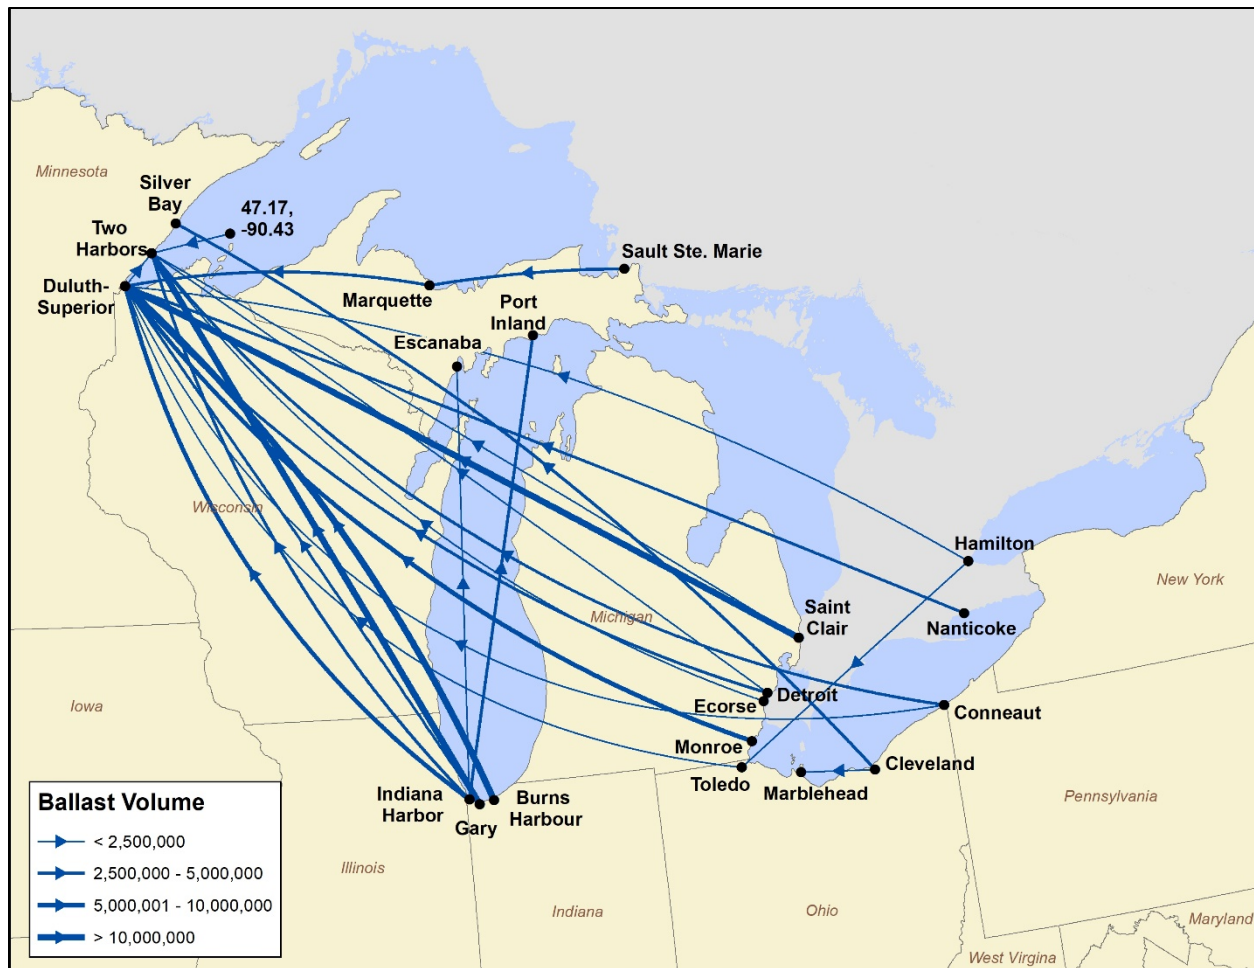 Minnesota
Silver
Bay
47.17,
-90.43
Two
Harbors
Sault Ste. Marie
Duluth-
Superior
Marquette
Port
Inland
Escanaba
Wisconsin
Hamilton
New York
Michigan
Saint
Clair
Nanticoke
Detroit
Ecorse
Conneaut
Iowa
Monroe
Cleveland
Toledo
Marblehead
Pennsylvania
Indiana
Harbor
Gary
Burns
Harbour
Ballast Volume
< 2,500,000
2,500,000 - 5,000,000
5,000,001 - 10,000,000
> 10,000,000
Illinois
Indiana
Ohio
Maryland
West Virgina